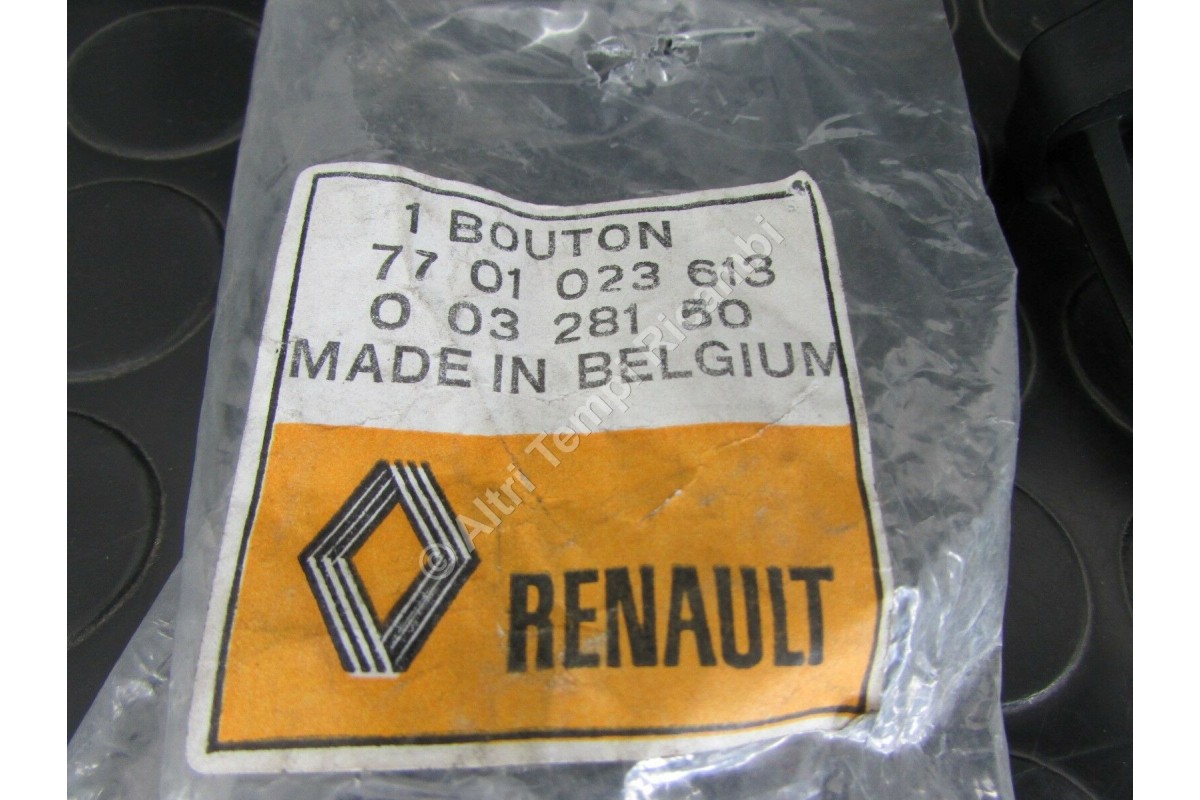 1 BOUTON
77 01 023 613
0 03 281 50
MADE IN BELGIUM
RENAULT
© Altri Tempi Ricambi